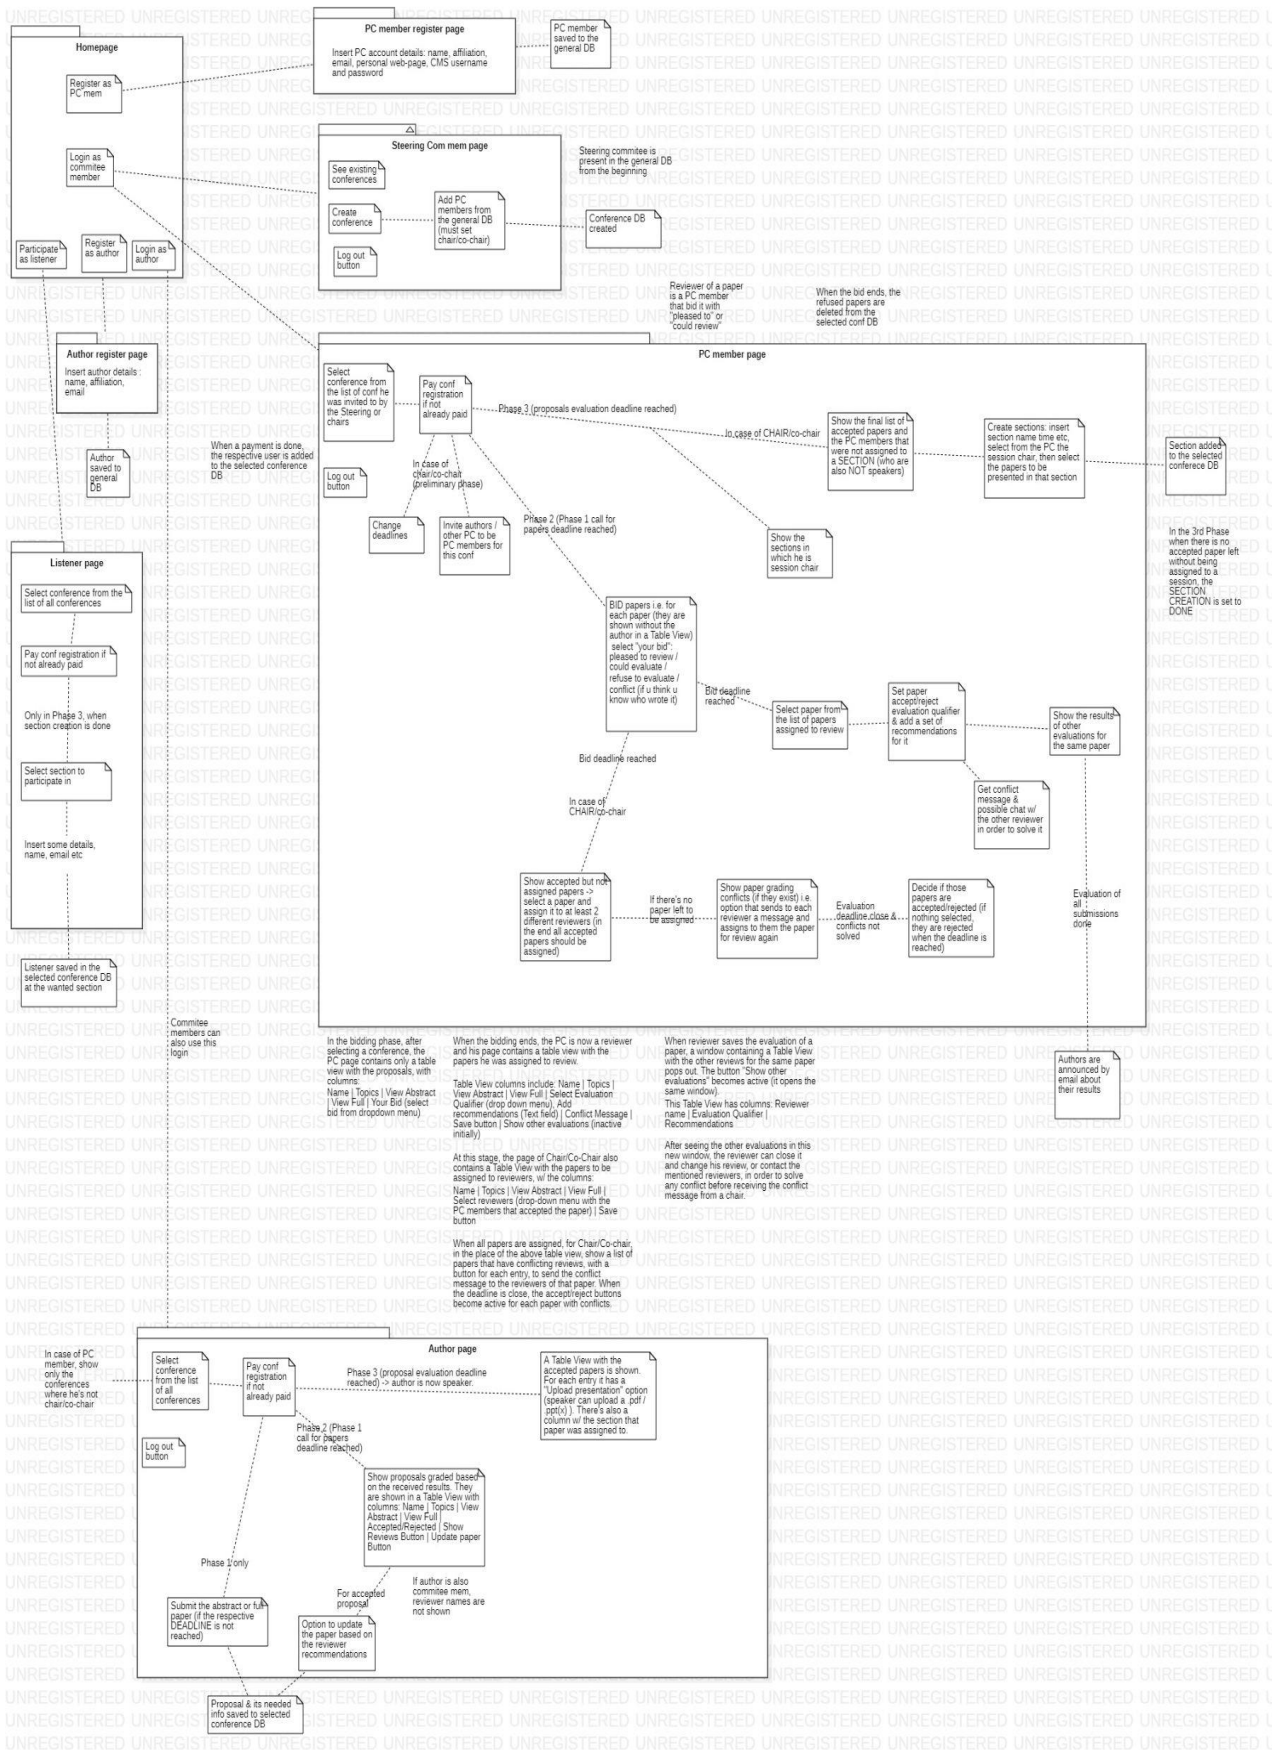 Homepage
Register as
PC mem
Login as
commitee
member
Participate
as listener
Register
as author
Login as
author
PC member register page
Insert PC account details: name, affiliation,
email, personal web-page, CMS username
and password
PC member
saved to the
general DB
Steering Com mem page
See existing
conferences
Create
conference
Add PC
members from
the general DB
(must set
chair/co-chair)
Log out
button
Steering commitee is
present in the general DB
from the beginning
Conference DB
created
Reviewer of a paper
is a PC member
that bid it with
"pleased to" or
"could review"
When the bid ends, the
refused papers are
deleted from the
selected conf DB
Author register page
Insert author details :
name, affiliation,
email
Author
saved to
general
DB
When a payment is done,
the respective user is added
to the selected conference
DB
PC member page
Select
conference from
the list of conf he
was invited to by
the Steering or
chairs
Pay conf
registration
if not
already paid
Log out
button
Phase 3 (proposals evaluation deadline reached)
In case of CHAIR/co-chair
Show the final list of
accepted papers and
the PC members that
were not assigned to
a SECTION (who are
also NOT speakers)
Create sections: insert
section name time etc,
select from the PC the
session chair, then select
the papers to be
presented in that section
Section added
to the selected
conferece DB
In case of
chair/co-chair
(preliminary phase)
Change
deadlines
Invite authors /
other PC to be
PC members for
this conf
Phase 2 (Phase 1 call for
papers deadline reached)
Show the
sections in
which he is
session chair
In the 3rd Phase
when there is no
accepted paper left
without being
assigned to a
session, the
SECTION
CREATION is set to
DONE
Listener page
Select conference from the
list of all conferences
Pay conf registration if
not already paid
Only in Phase 3, when
section creation is done
Select section to
participate in
Insert some details,
name, email etc
Listener saved in the
selected conference DB
at the wanted section
BID papers i.e. for
each paper (they are
shown without the
author in a Table View)
select "your bid":
pleased to review /
could evaluate /
refuse to evaluate /
conflict (if u think u
know who wrote it)
Bid deadline
reached
Select paper from
the list of papers
assigned to review
Set paper
accept/reject
evaluation qualifier
& add a set of
recommendations
for it
Show the results
of other
evaluations for
the same paper
Get conflict
message &
possible chat w/
the other reviewer
in order to solve it
Bid deadline reached
In case of
CHAIR/co-chair
Show accepted but not
assigned papers ->
select a paper and
assign it to at least 2
different reviewers (in
the end all accepted
papers should be
assigned)
If there's no
paper left to
be assigned
Show paper grading
conflicts (if they exist) i.e.
option that sends to each
reviewer a message and
assigns to them the paper
for review again
Evaluation
deadline close &
conflicts not
solved
Decide if those
papers are
accepted/rejected (if
nothing selected,
they are rejected
when the deadline is
reached)
Evaluation of
all
submissions
done
Authors are
announced by
email about
their results
Commitee
members can
also use this
login
In the bidding phase, after
selecting a conference, the
PC page contains only a table
view with the proposals, with
columns:
Name | Topics | View Abstract
| View Full | Your Bid (select
bid from dropdown menu)
When the bidding ends, the PC is now a reviewer
and his page contains a table view with the
papers he was assigned to review.
Table View columns include: Name | Topics |
View Abstract | View Full | Select Evaluation
Qualifier (drop down menu), Add
recommendations (Text field) | Conflict Message |
Save button | Show other evaluations (inactive
initially)
At this stage, the page of Chair/Co-Chair also
contains a Table View with the papers to be
assigned to reviewers, w/ the columns:
Name | Topics | View Abstract | View Full |
Select reviewers (drop-down menu with the
PC members that accepted the paper) | Save
button
When all papers are assigned, for Chair/Co-chair,
in the place of the above table view, show a list of
papers that have conflicting reviews, with a
button for each entry, to send the conflict
message to the reviewers of that paper. When
the deadline is close, the accept/reject buttons
become active for each paper with conflicts.
When reviewer saves the evaluation of a
paper, a window containing a Table View
with the other reviews for the same paper
pops out. The button "Show other
evaluations" becomes active (it opens the
same window).
This Table View has columns: Reviewer
name | Evaluation Qualifier |
Recommendations
After seeing the other evaluations in this
new window, the reviewer can close it
and change his review, or contact the
mentioned reviewers, in order to solve
any conflict before receiving the conflict
message from a chair.
In case of PC
member, show
only the
conferences
where he's not
chair/co-chair
Author page
Select
conference
from the list
of all
conferences
Pay conf
registration
if not
already paid
Log out
button
Phase 3 (proposal evaluation deadline
reached) -> author is now speaker.
A Table View with the
accepted papers is shown.
For each entry it has a
"Upload presentation" option
(speaker can upload a .pdf /
.ppt(x) ). There's also a
column w/ the section that
paper was assigned to.
Phase 2 (Phase 1
call for papers
deadline reached)
Show proposals graded based
on the received results. They
are shown in a Table View with
columns: Name | Topics | View
Abstract | View Full |
Accepted/Rejected | Show
Reviews Button | Update paper
Button
Phase 1 only
For accepted
proposal
If author is also
commitee mem,
reviewer names are
not shown
Submit the abstract or full
paper (if the respective
DEADLINE is not
reached)
Option to update
the paper based on
the reviewer
recommendations
Proposal & its needed
info saved to selected
conference DB
UNREGISTERED